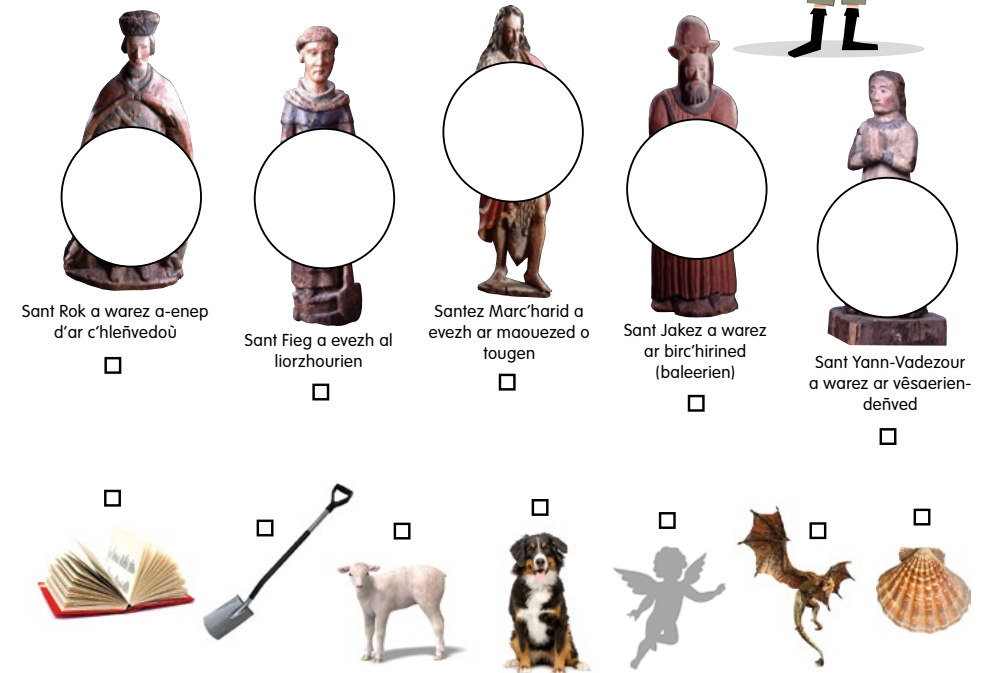 Sant Rok a warez a-enep
d'ar c'hleñvedoù
Sant Fieg a evezh al
liorzhourien
Santez Marc'harid a
evezh ar maouezed o
tougen
Sant Jakez a warez
ar birc'hirined
(baleerien)
Sant Yann-Vadezour
a warez ar vêsaerien-
deñved